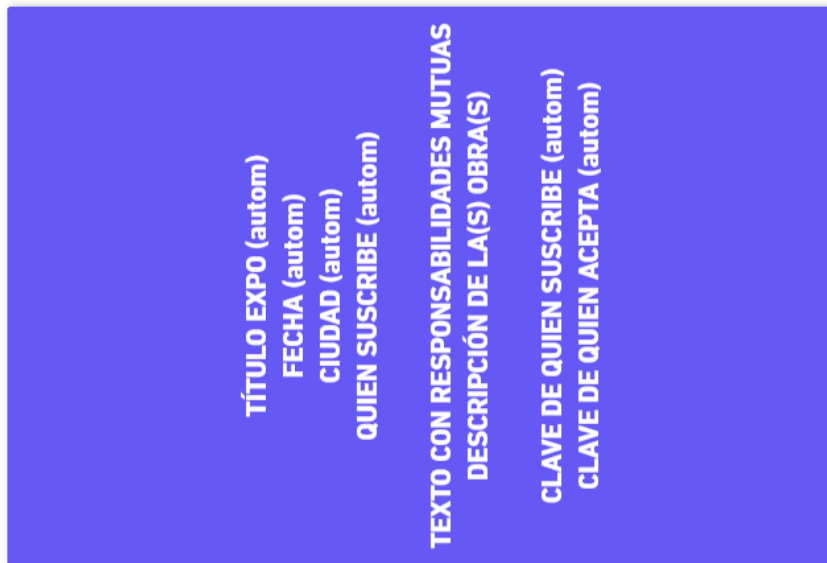 TÍTULO EXPO (autom)
FECHA (autom)
CIUDAD (autom)
QUIEN SUSCRIBE (autom)
TEXTO CON RESPONSABILIDADES MUTUAS
DESCRIPCIÓN DE LA(S) OBRA(S)
CLAVE DE QUIEN SUSCRIBE (autom)
CLAVE DE QUIEN ACEPTA (autom)